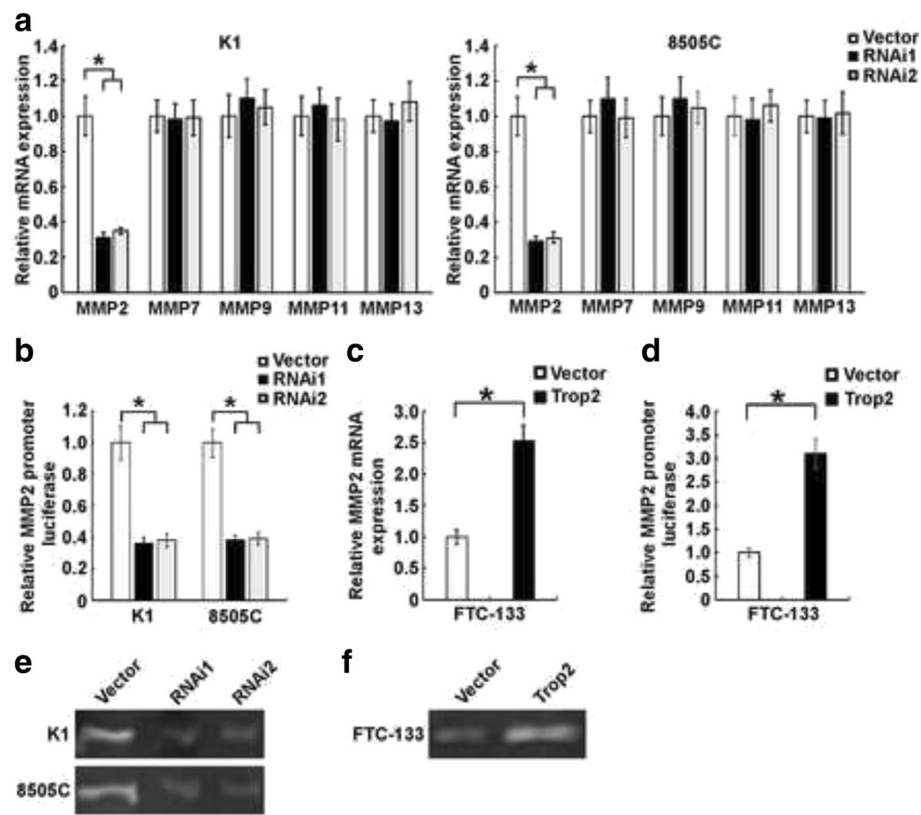 a
K1
8505C
Vector
RNAi1
RNAi2
Relative mRNA expression
1.4
1.2
1.0
0.8
0.6
0.4
0.2
0
*
MMP2 MMP7 MMP9 MMP11 MMP13
Relative mRNA expression
1.4
1.2
1.0
0.8
0.6
0.4
0.2
0
*
MMP2 MMP7 MMP9 MMP11 MMP13
b
Vector
RNAi1
RNAi2
Relative MMP2 promoter
luciferase
1.2
1.0
0.8
0.6
0.4
0.2
0
* *
K1 8505C
c
Vector
Trop2
Relative MMP2 mRNA
expression
3.0
2.5
2.0
1.5
1.0
0.5
0
*
FTC-133
d
Vector
Trop2
Relative MMP2 promoter
luciferase
4.0
3.5
3.0
2.5
2.0
1.5
1.0
0.5
0
*
FTC-133
e
Vector RNAi1 RNAi2
K1
8505C
f
Vector Trop2
FTC-133